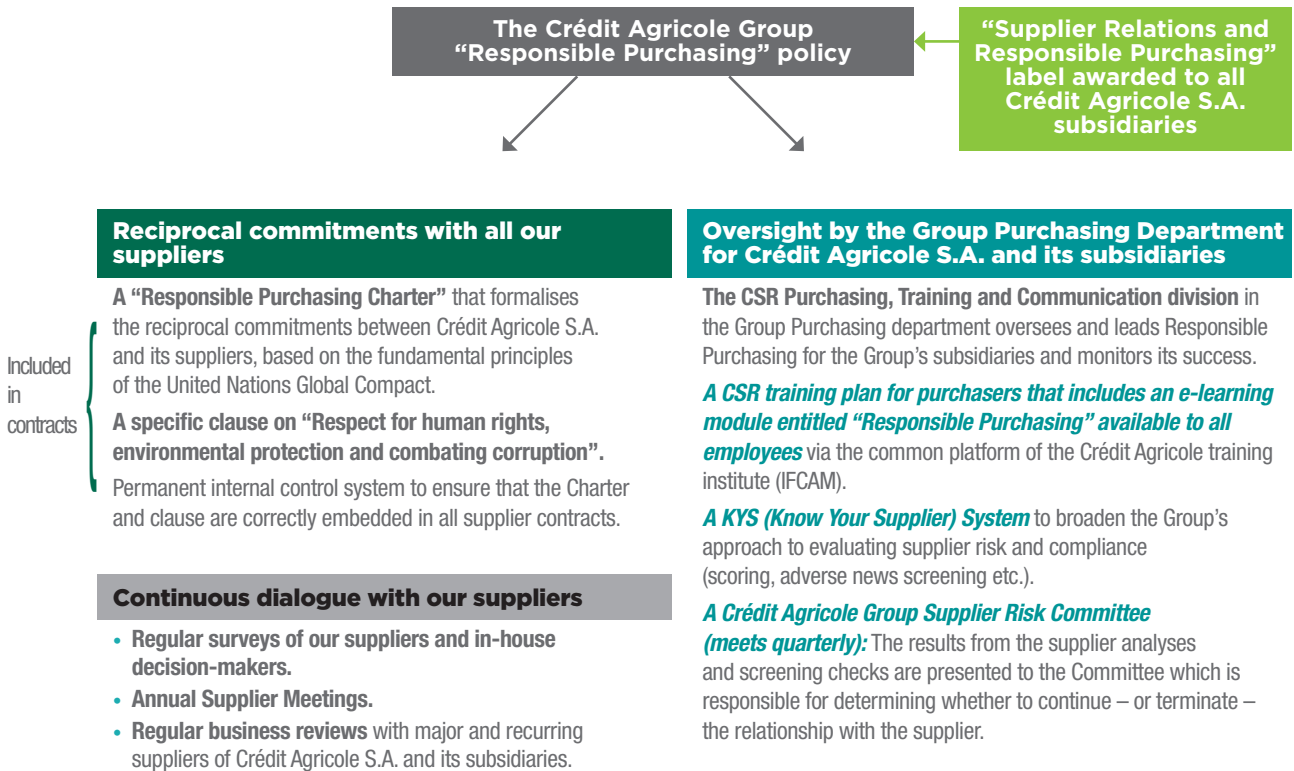 The Crédit Agricole Group
“Responsible Purchasing” policy
“Supplier Relations and
Responsible Purchasing”
label awarded to all
Crédit Agricole S.A.
subsidiaries
Reciprocal commitments with all our
suppliers
Included
in
contracts
A “Responsible Purchasing Charter” that formalises
the reciprocal commitments between Crédit Agricole S.A.
and its suppliers, based on the fundamental principles
of the United Nations Global Compact.
A specific clause on “Respect for human rights,
environmental protection and combating corruption”.
Permanent internal control system to ensure that the Charter
and clause are correctly embedded in all supplier contracts.
Continuous dialogue with our suppliers
• Regular surveys of our suppliers and in-house
decision-makers.
• Annual Supplier Meetings.
• Regular business reviews with major and recurring
suppliers of Crédit Agricole S.A. and its subsidiaries.
Oversight by the Group Purchasing Department
for Crédit Agricole S.A. and its subsidiaries
The CSR Purchasing, Training and Communication division in
the Group Purchasing department oversees and leads Responsible
Purchasing for the Group’s subsidiaries and monitors its success.
A CSR training plan for purchasers that includes an e-learning
module entitled “Responsible Purchasing” available to all
employees via the common platform of the Crédit Agricole training
institute (IFCAM).
A KYS (Know Your Supplier) System to broaden the Group’s
approach to evaluating supplier risk and compliance
(scoring, adverse news screening etc.).
A Crédit Agricole Group Supplier Risk Committee
(meets quarterly): The results from the supplier analyses
and screening checks are presented to the Committee which is
responsible for determining whether to continue – or terminate –
the relationship with the supplier.